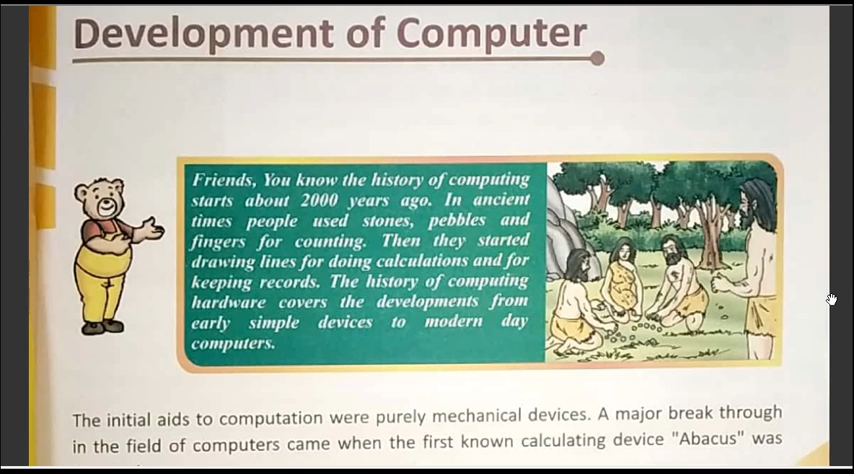 Development of Computer
Friends, You know the history of computing
starts about 2000 years ago. In ancient
times people used stones, pebbles and
fingers for counting. Then they started
drawing lines for doing calculations and for
keeping records. The history of computing
hardware covers the developments from
early simple devices to modern day
computers.
The initial aids to computation were purely mechanical devices. A major break through
in the field of computers came when the first known calculating device "Abacus" was